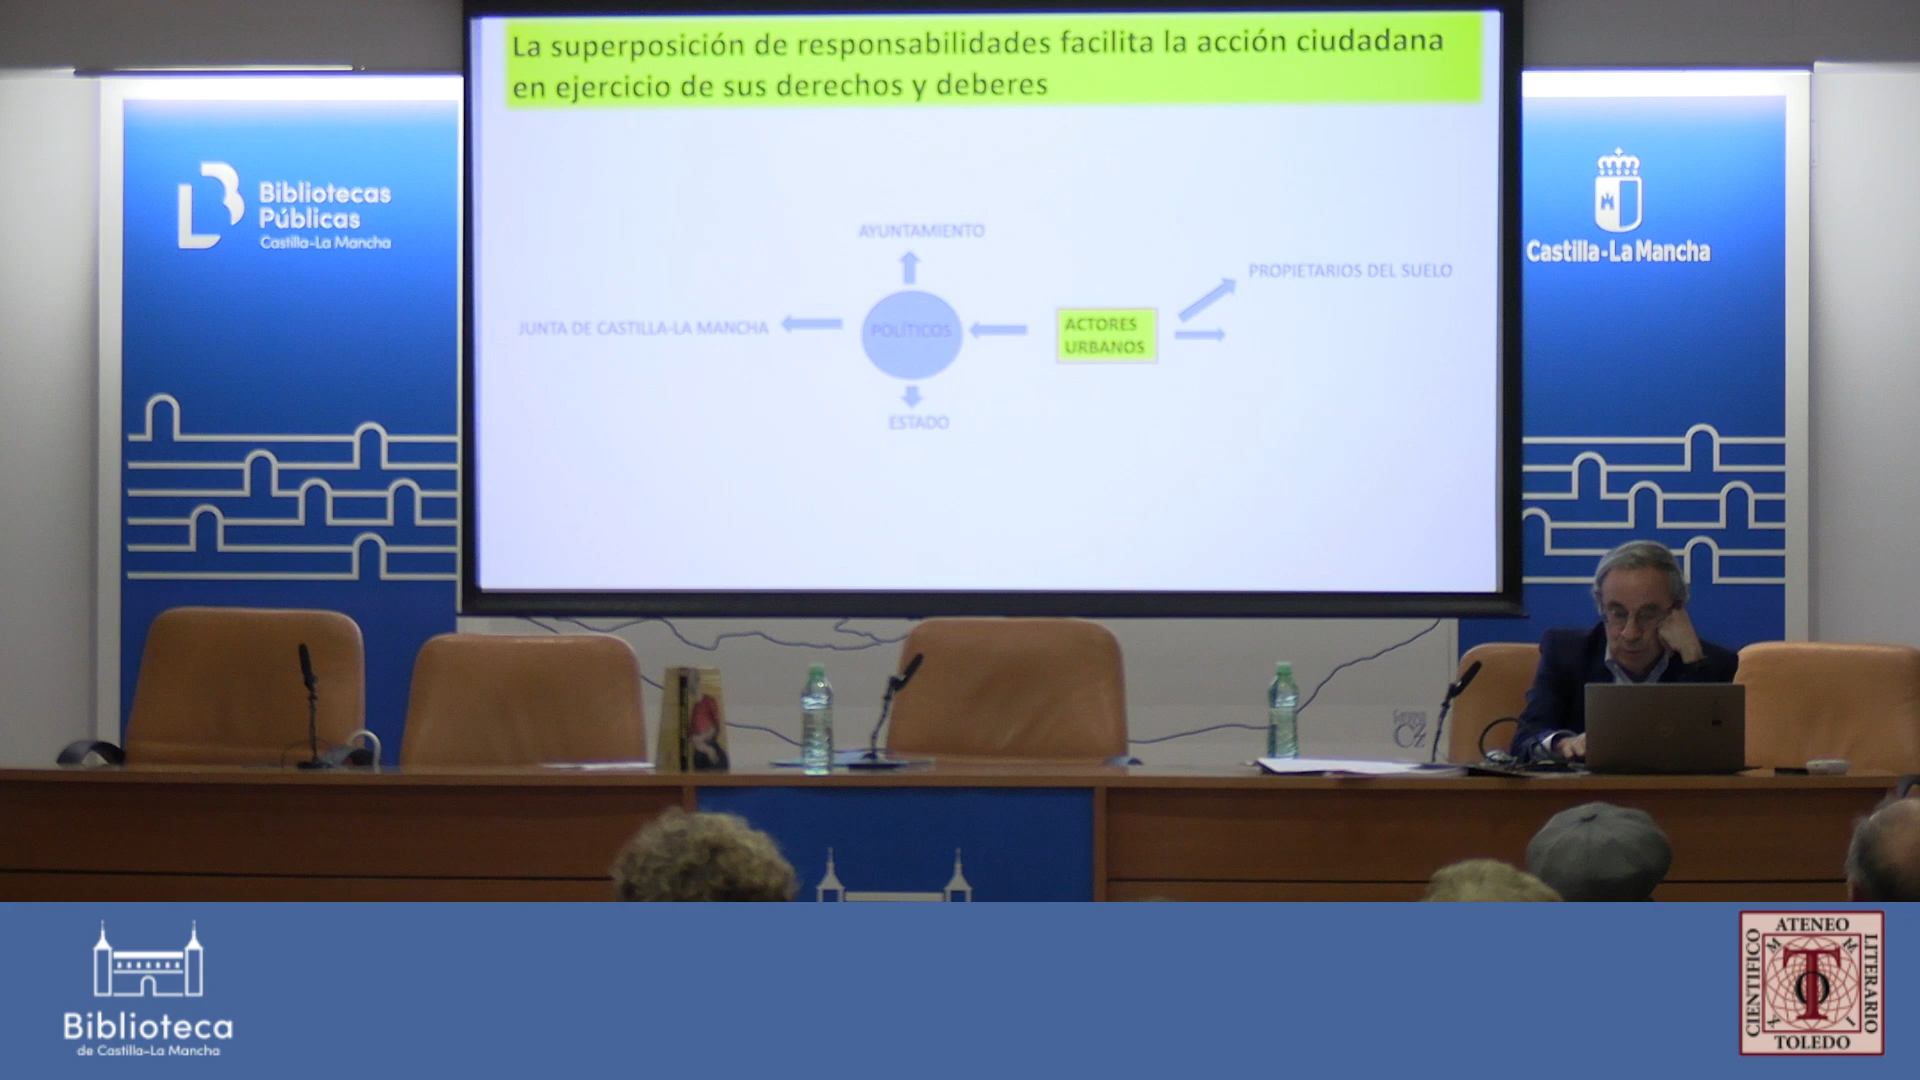 La superposición de responsabilidades facilita la acción ciudadana
en ejercicio de sus derechos y deberes
AYUNTAMIENTO
PROPIETARIOS DEL SUELO
JUNTA DE CASTILLA-LA MANCHA
POLÍTICOS
ACTORES
URBANOS
ESTADO
Bibliotecas
Públicas
Castilla-La Mancha
Castilla-La Mancha
Biblioteca
de Castilla-La Mancha
ATENEO
CIENTIFICO
LITERARIO
TOLEDO